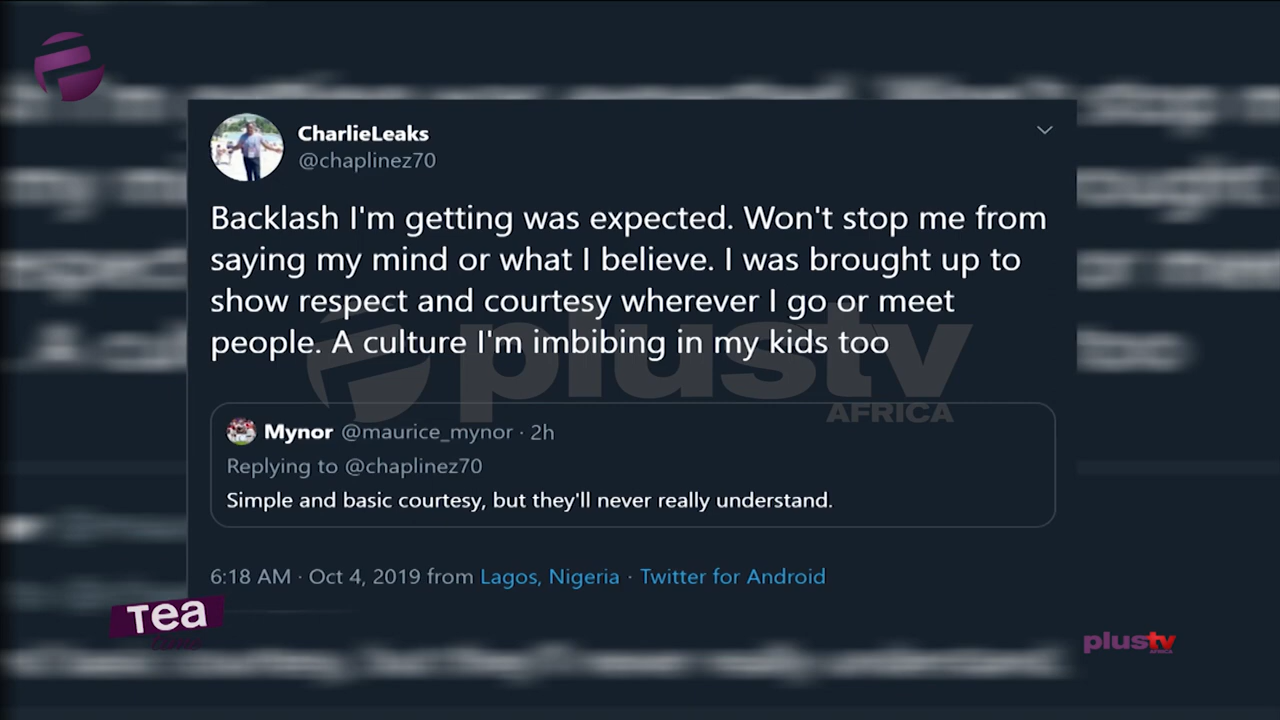 CharlieLeaks
@chaplinez70
Backlash I'm getting was expected. Won't stop me from
saying my mind or what I believe. I was brought up to
show respect and courtesy wherever I go or meet
people. A culture I'm imbibing in my kids too
plustv
AFRICA
Mynor @maurice_mynor · 2h
Replying to @chaplinez70
Simple and basic courtesy, but they'll never really understand.
6:18 AM · Oct 4, 2019 from Lagos, Nigeria · Twitter for Android
Tea
time
plustv
AFRICA